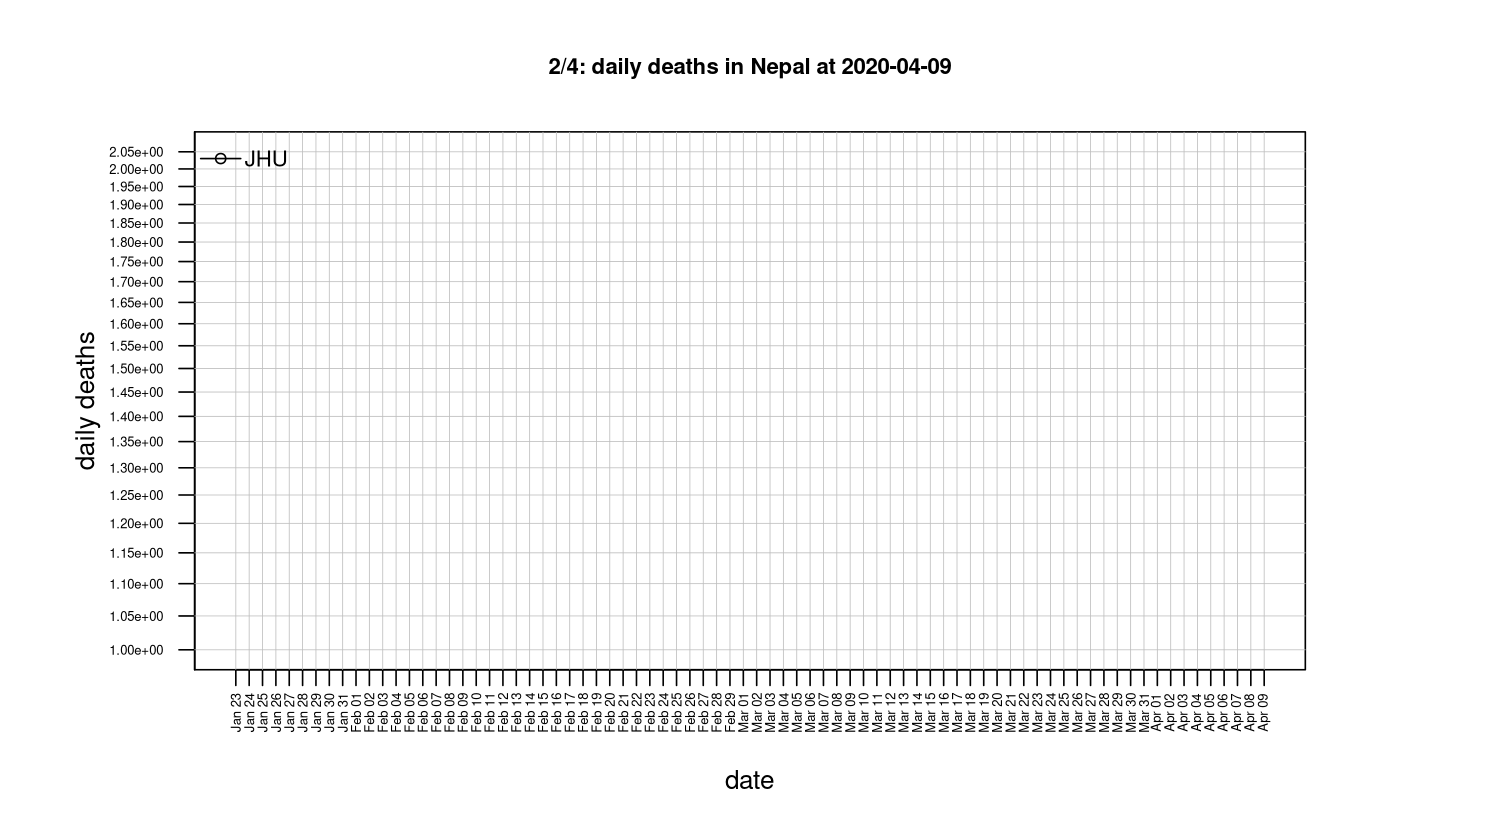 2/4: daily deaths in Nepal at 2020-04-09
JHU
daily deaths
2.05e+00
2.00e+00
1.95e+00
1.90e+00
1.85e+00
1.80e+00
1.75e+00
1.70e+00
1.65e+00
1.60e+00
1.55e+00
1.50e+00
1.45e+00
1.40e+00
1.35e+00
1.30e+00
1.25e+00
1.20e+00
1.15e+00
1.10e+00
1.05e+00
1.00e+00
Jan 23
Jan 24
Jan 25
Jan 26
Jan 27
Jan 28
Jan 29
Jan 30
Jan 31
Feb 01
Feb 02
Feb 03
Feb 04
Feb 05
Feb 06
Feb 07
Feb 08
Feb 09
Feb 10
Feb 11
Feb 12
Feb 13
Feb 14
Feb 15
Feb 16
Feb 17
Feb 18
Feb 19
Feb 20
Feb 21
Feb 22
Feb 23
Feb 24
Feb 25
Feb 26
Feb 27
Feb 28
Feb 29
Mar 01
Mar 02
Mar 03
Mar 04
Mar 05
Mar 06
Mar 07
Mar 08
Mar 09
Mar 10
Mar 11
Mar 12
Mar 13
Mar 14
Mar 15
Mar 16
Mar 17
Mar 18
Mar 19
Mar 20
Mar 21
Mar 22
Mar 23
Mar 24
Mar 25
Mar 26
Mar 27
Mar 28
Mar 29
Mar 30
Mar 31
Apr 01
Apr 02
Apr 03
Apr 04
Apr 05
Apr 06
Apr 07
Apr 08
Apr 09
date